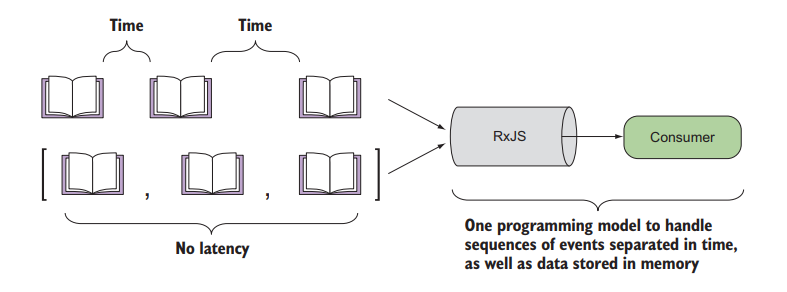 Time
Time
[ , , ]
RxJS
Consumer
No latency
One programming model to handle
sequences of events separated in time,
as well as data stored in memory